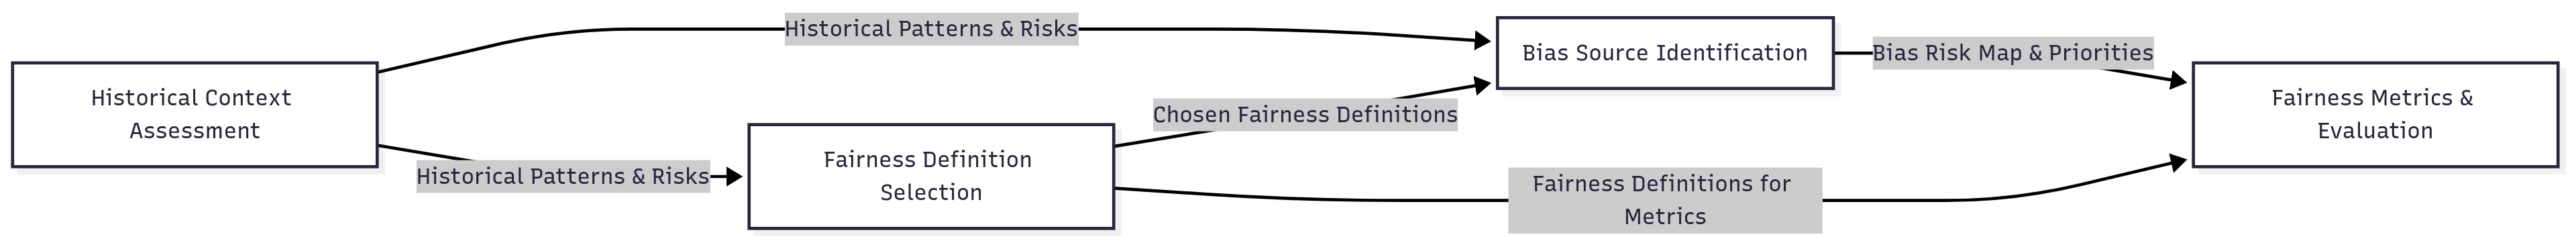 Historical Patterns & Risks
Bias Source Identification
Bias Risk Map & Priorities
Historical Context
Assessment
Fairness Metrics &
Evaluation
Chosen Fairness Definitions
Historical Patterns & Risks
Fairness Definition
Selection
Fairness Definitions for
Metrics